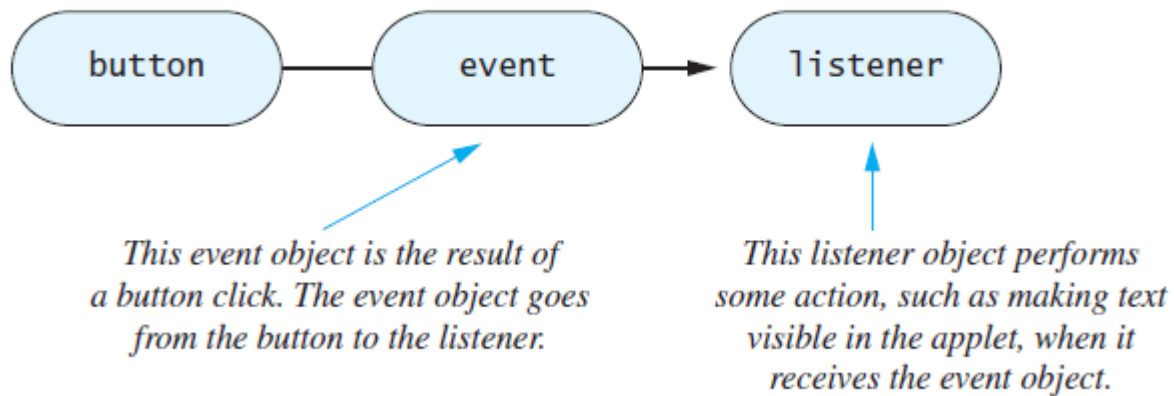 button
event
listener
This event object is the result of
a button click. The event object goes
from the button to the listener.
This listener object performs
some action, such as making text
visible in the applet, when it
receives the event object.